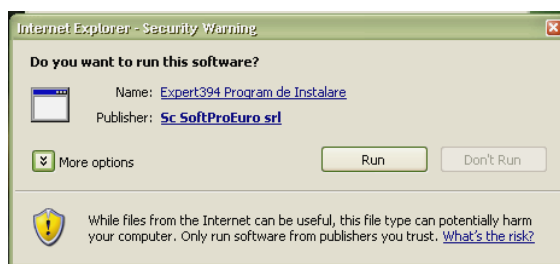 Internet Explorer - Security Warning
Do you want to run this software?
Name: Expert394 Program de Instalare
Publisher: Sc SoftProEuro srl
More options
Run
Don't Run
While files from the Internet can be useful, this file type can potentially harm
your computer. Only run software from publishers you trust. What's the risk?